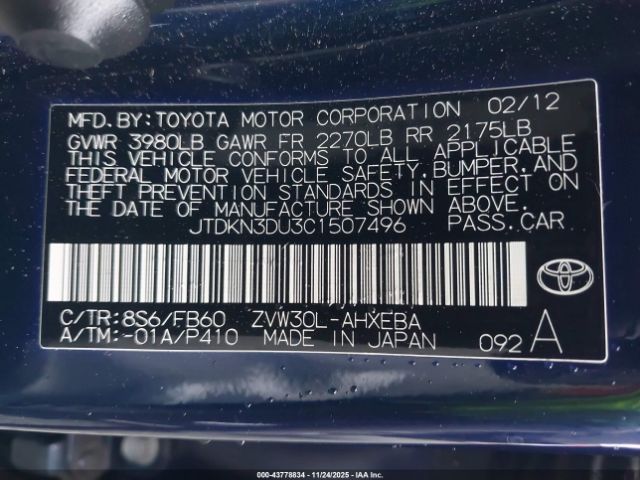 MFD.BY:TOYOTA MOTOR CORPORATION 02/12
GVWR 3980LB GAWR FR 2270LB RR 2175LB
THIS VEHICLE CONFORMS TO ALL APPLICABLE
FEDERAL MOTOR VEHICLE SAFETY,BUMPER,AND
THEFT PREVENTION STANDARDS IN EFFECT ON
THE DATE OF MANUFACTURE SHOWN ABOVE.
JTDKN3DU3C1507496 PASS.CAR
C/TR:8S6/FB60 ZVW30L-AHXEBA
A/TM:-01A/P410 MADE IN JAPAN 092 A
000-43778834 - 11/24/2025 - IAA Inc.